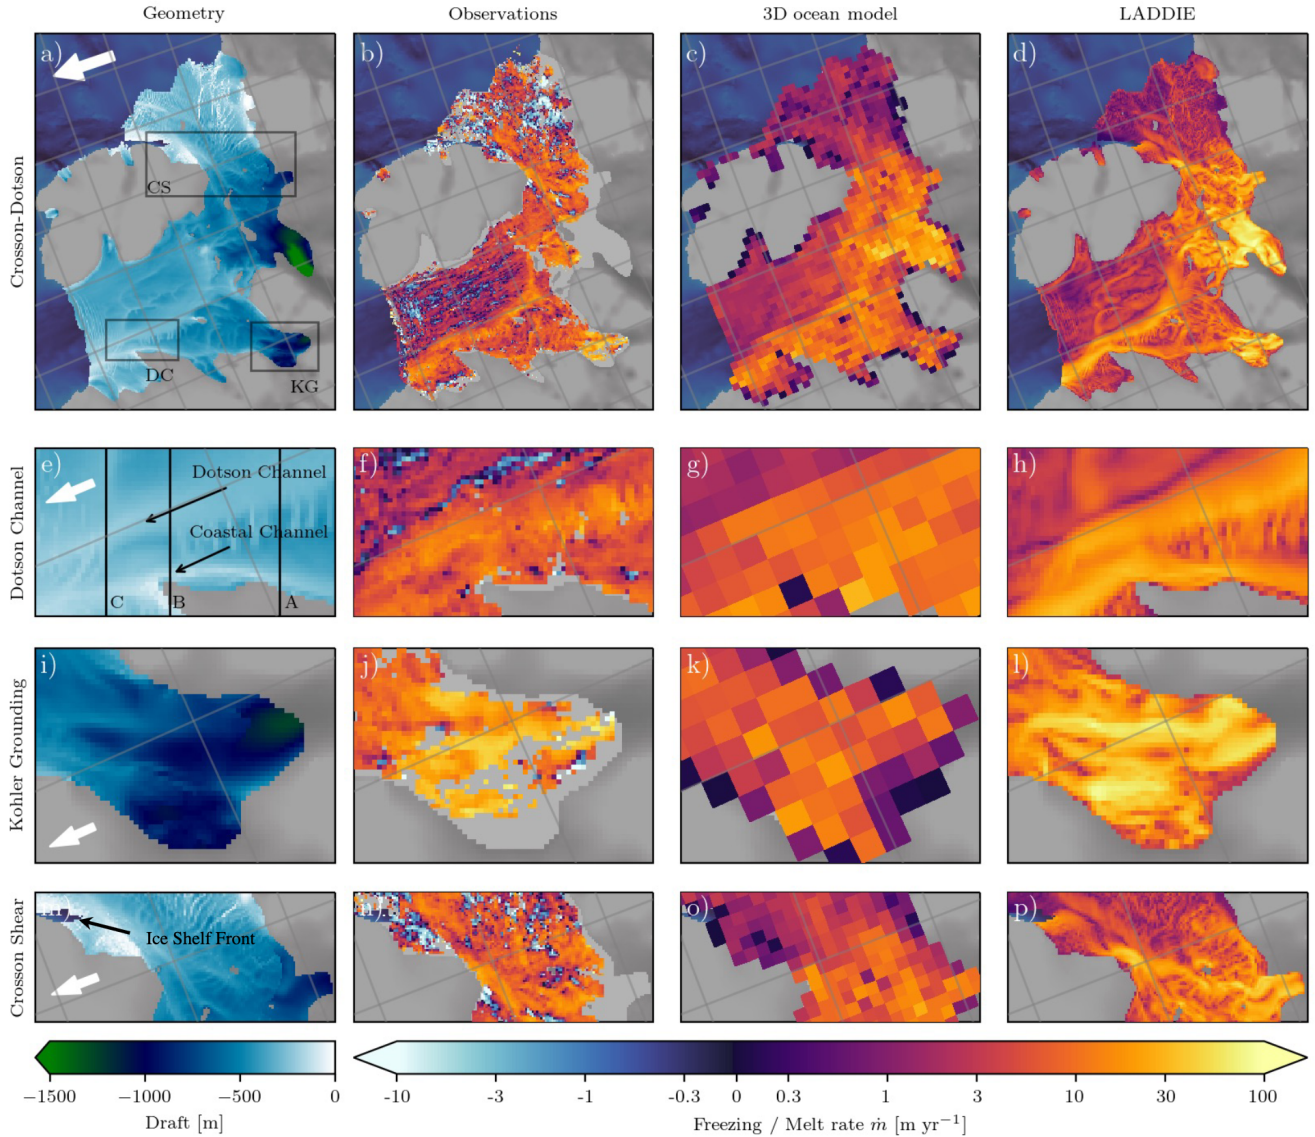 Geometry Observations 3D ocean model LADDIE
Crosson-Dotson
a) b) c) d)
CS
DC
KG
Dotson Channel
e) f) g) h)
Dotson Channel
Coastal Channel
C B A
Kohler Grounding
i) j) k) l)
Crosson Shear
o) p)
Ice Shelf Front
−1500 −1000 −500 0
Draft [m]
-10 -3 -1 -0.3 0 0.3 1 3 10 30 100
Freezing / Melt rate ṁ [m yr⁻¹]